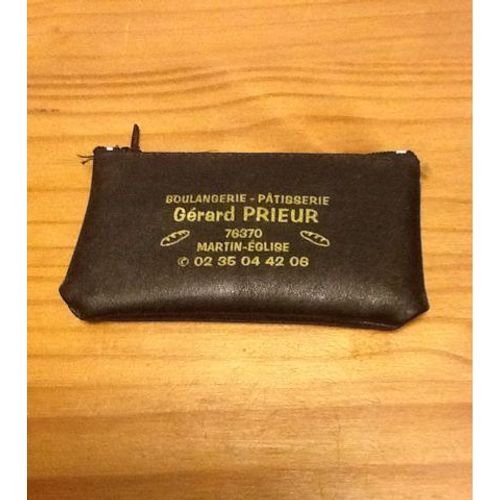 BOULANGERIE - PÂTISSERIE
Gérard PRIEUR
76370
MARTIN-ÉGLISE
✆ 02 35 04 42 06